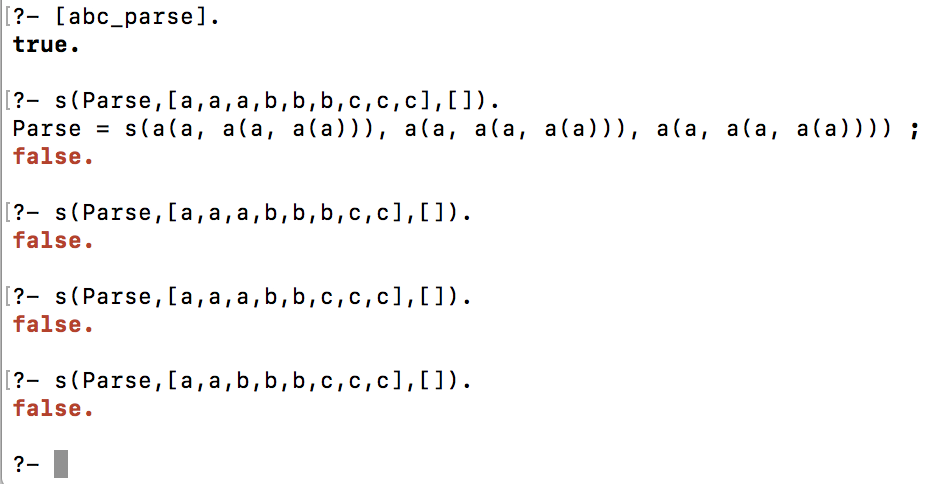 [?- [abc_parse].
true.
[?- s(Parse,[a,a,a,b,b,b,c,c,c],[]).
Parse = s(a(a, a(a, a(a))), a(a, a(a, a(a))), a(a, a(a, a(a)))) ;
false.
[?- s(Parse,[a,a,a,b,b,b,c,c],[]).
false.
[?- s(Parse,[a,a,a,b,b,c,c,c],[]).
false.
[?- s(Parse,[a,a,b,b,b,c,c,c],[]).
false.
?-